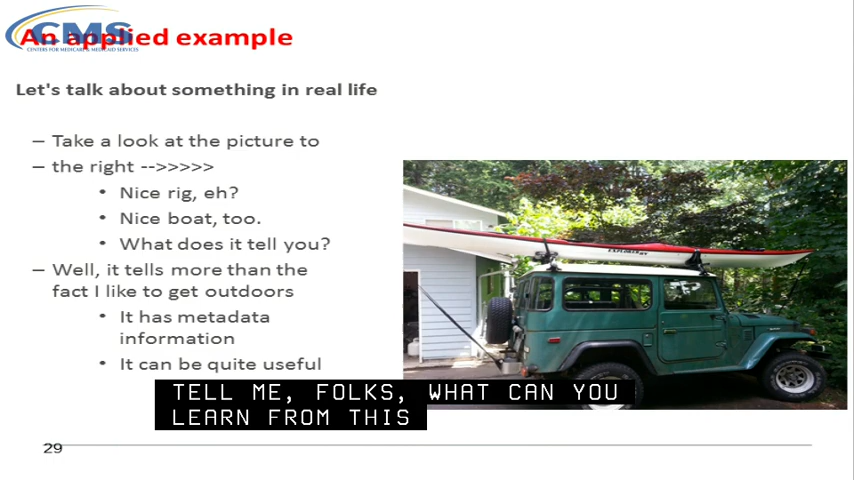 An applied example
CMS
CENTERS FOR MEDICARE & MEDICAID SERVICES
Let's talk about something in real life
– Take a look at the picture to
– the right -->>>>>
• Nice rig, eh?
• Nice boat, too.
• What does it tell you?
– Well, it tells more than the
fact I like to get outdoors
• It has metadata
information
• It can be quite useful
EXPLORER
TELL ME, FOLKS, WHAT CAN YOU
LEARN FROM THIS
29